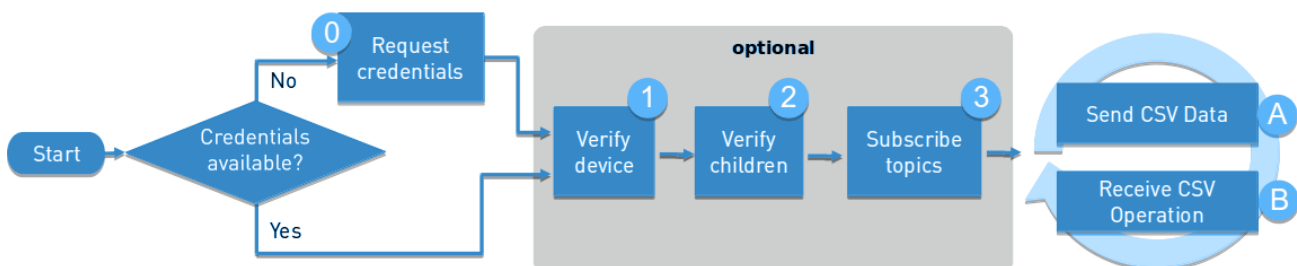 Start
Credentials
available?
No
Yes
0
Request
credentials
optional
1
Verify
device
2
Verify
children
3
Subscribe
topics
Send CSV Data
A
Receive CSV
Operation
B